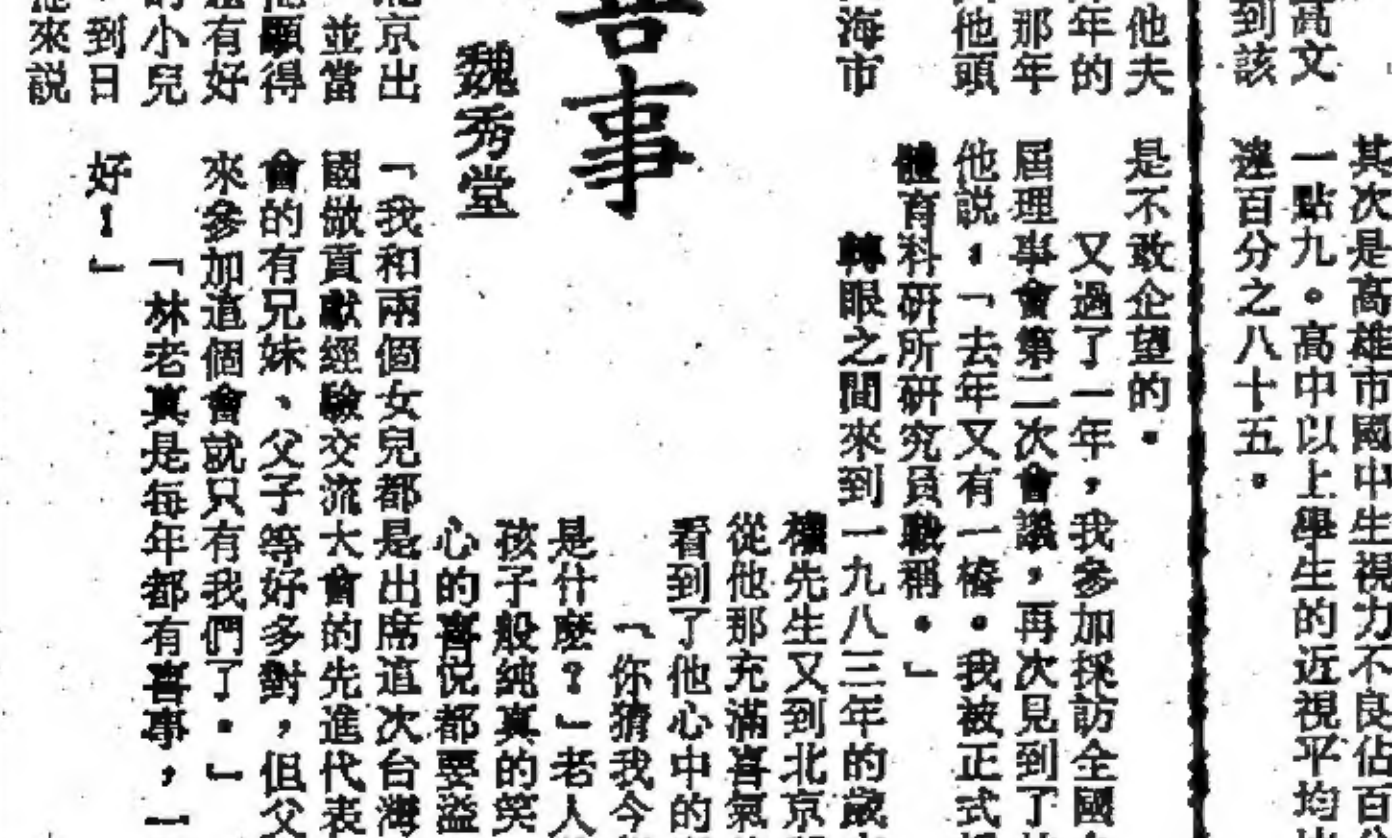 其次是高雄市國中生視力不良佔百
高文
一點九。高中以上學生的近視平均
到該
達百分之八十五。
他夫
是不敢企望的。
年的
又過了一年，我參加採訪全國
那年
屆理事會第二次會議，再次見到了
他頭
他説：「去年又有一樁。我被正式
體育科研所研究員職稱。」
海市
轉眼之間來到一九八三年的歲
先生又到北京
從他那充滿喜氣
看到了他心中的
「你猜我今
是什麼？」老人
孩子般純真的笑
心的喜悦都要溢
喜事
魏秀堂
北京出
「我和兩個女兒都是出席這次台灣
並當
國做貢獻經驗交流大會的先進代表
他顯得
會的有兄妹、父子等好多對，但父
還有好
來參加這個會就只有我們了。」
的小兒
「林老真是每年都有喜事，一
，到日
好！」
他來説